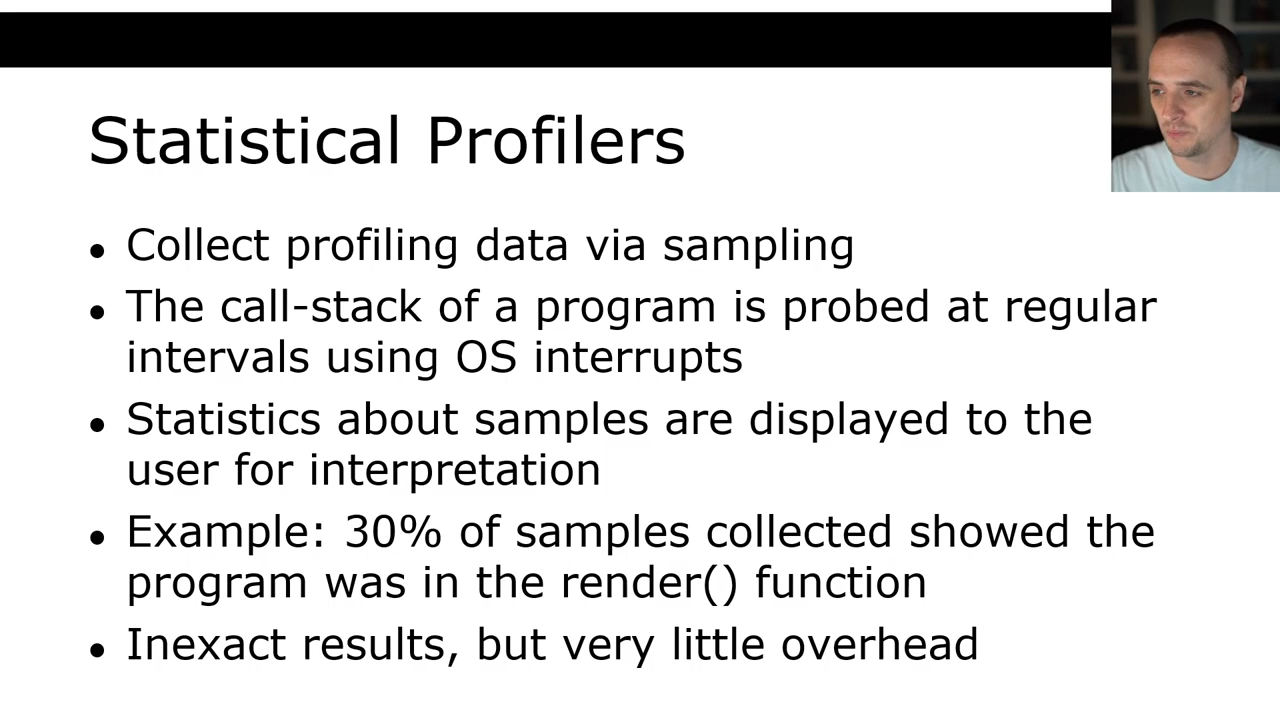 Statistical Profilers
• Collect profiling data via sampling
• The call-stack of a program is probed at regular
intervals using OS interrupts
• Statistics about samples are displayed to the
user for interpretation
• Example: 30% of samples collected showed the
program was in the render() function
• Inexact results, but very little overhead